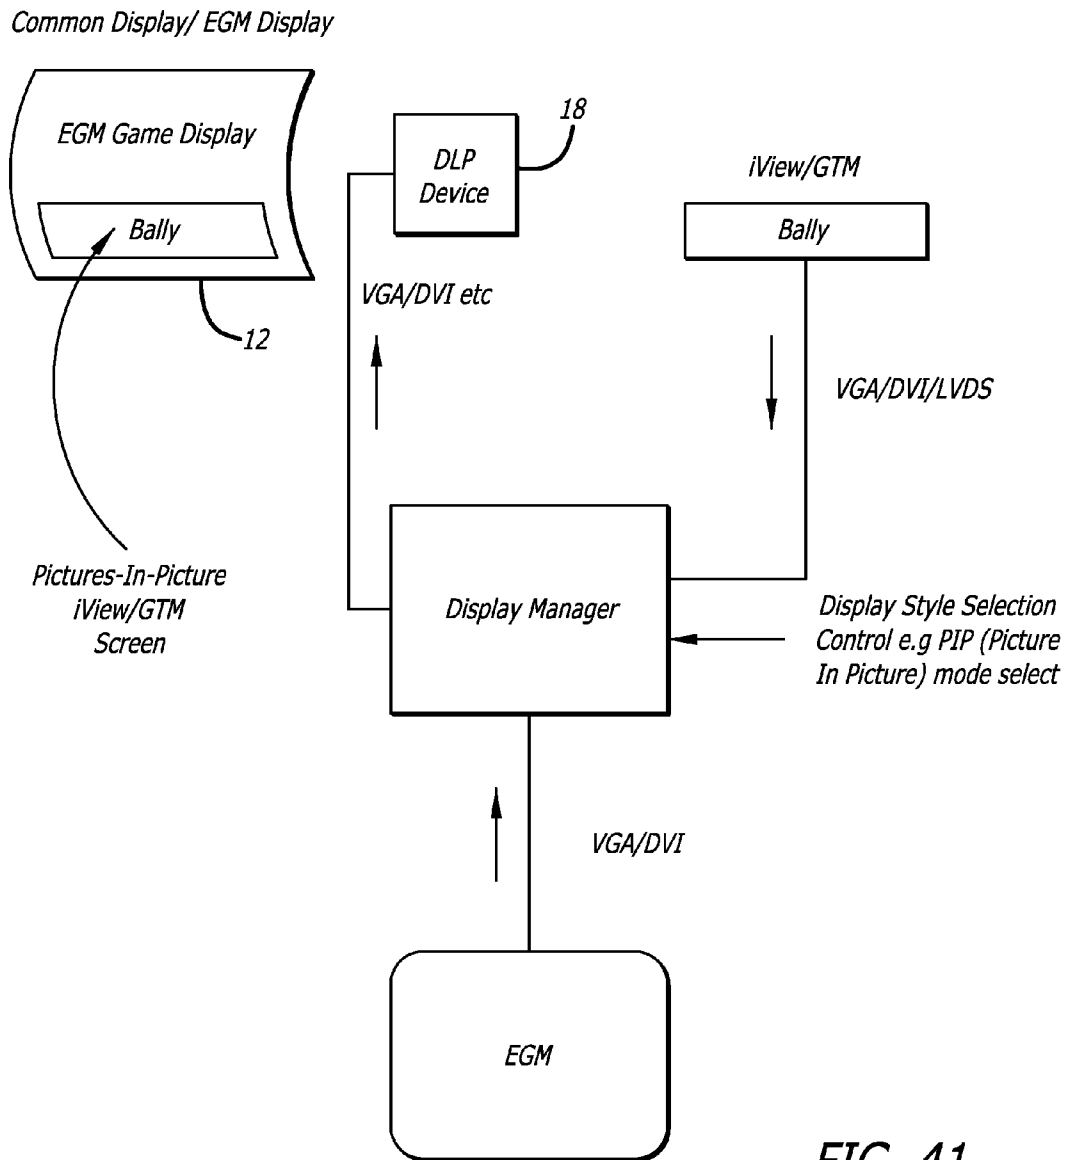 Common Display/ EGM Display
EGM Game Display
Bally
12
DLP
Device
18
iView/GTM
Bally
VGA/DVI etc
VGA/DVI/LVDS
Pictures-In-Picture
iView/GTM
Screen
Display Manager
Display Style Selection
Control e.g PIP (Picture
In Picture) mode select
VGA/DVI
EGM
FIG. 41